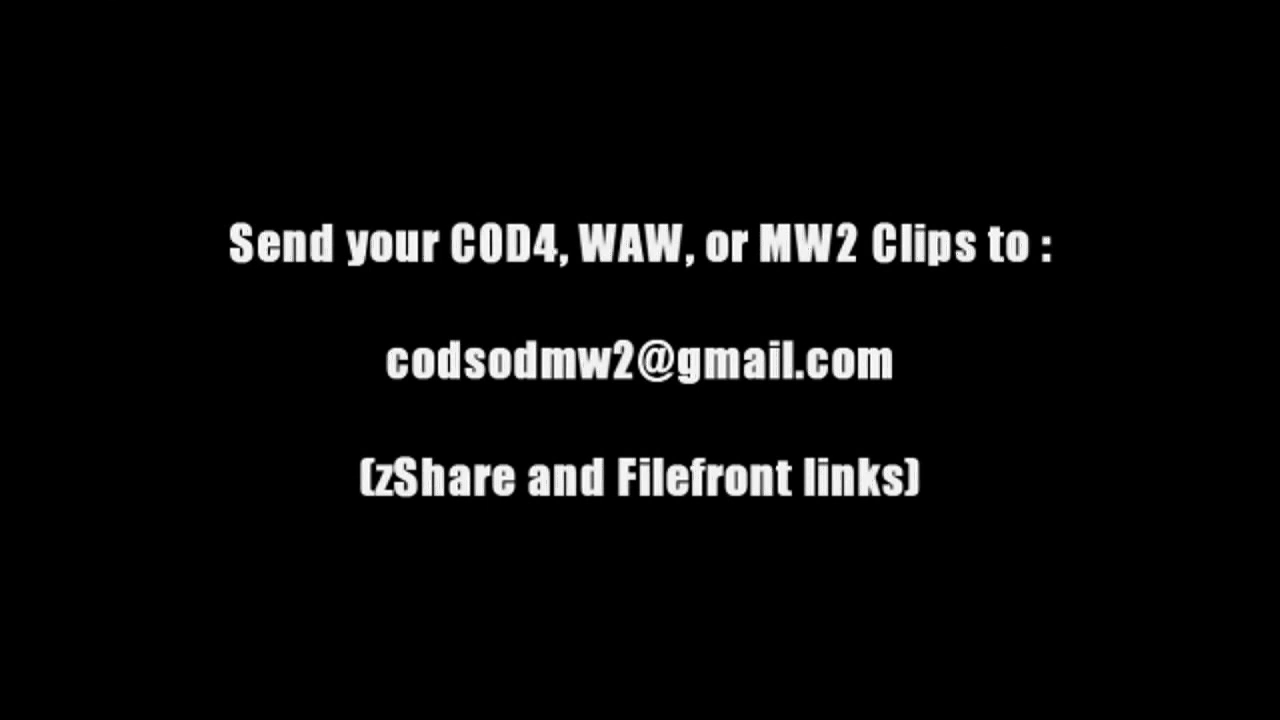 Send your COD4, WAW, or MW2 Clips to :
codsodmw2@gmail.com
(zShare and Filefront links)